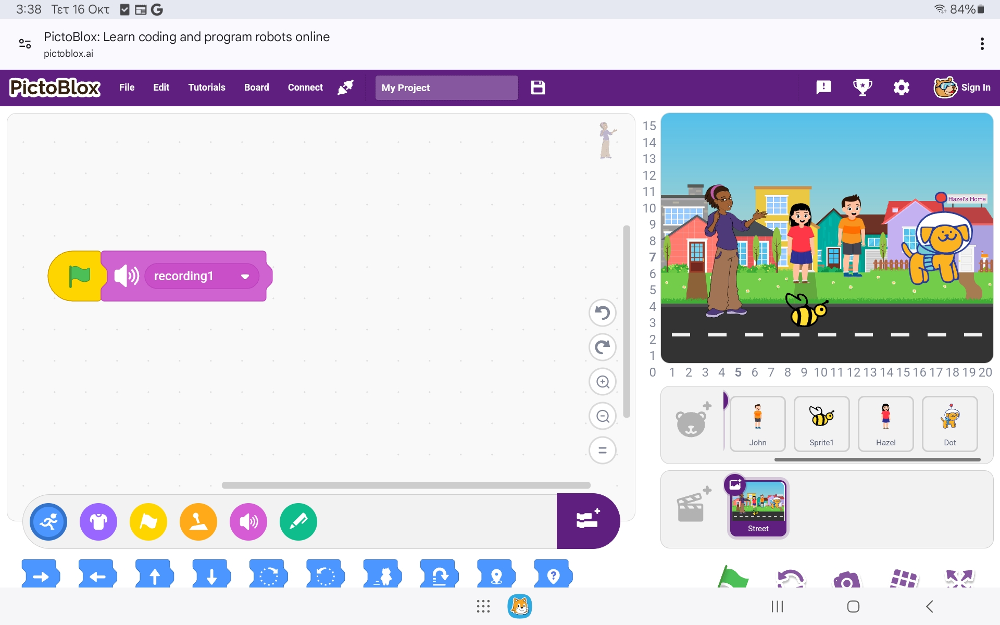 3:38 Τετ 16 Οκτ
84%
PictoBlox: Learn coding and program robots online
pictoblox.ai
PictoBlox File Edit Tutorials Board Connect My Project Sign In
recording1
Hazel's Home
15
14
13
12
11
10
9
8
7
6
5
4
3
2
1
0 1 2 3 4 5 6 7 8 9 10 11 12 13 14 15 16 17 18 19 20
John Sprite1 Hazel Dot
Street